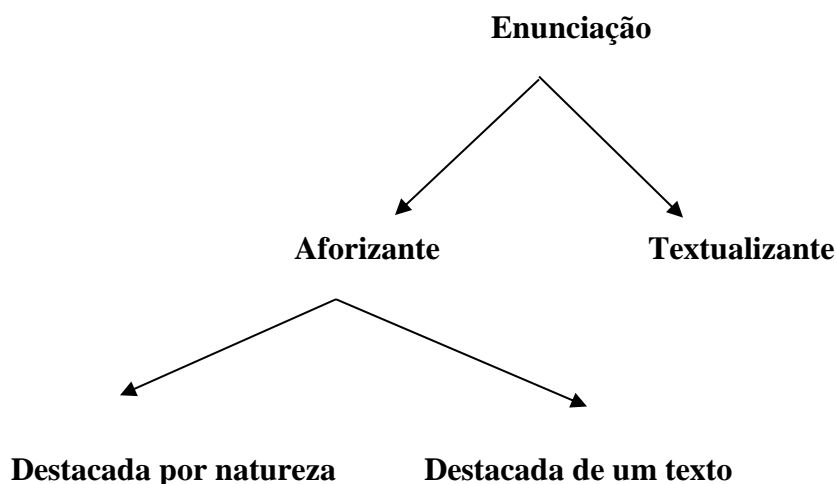 Enunciação
Aforizante Textualizante
Destacada por natureza Destacada de um texto